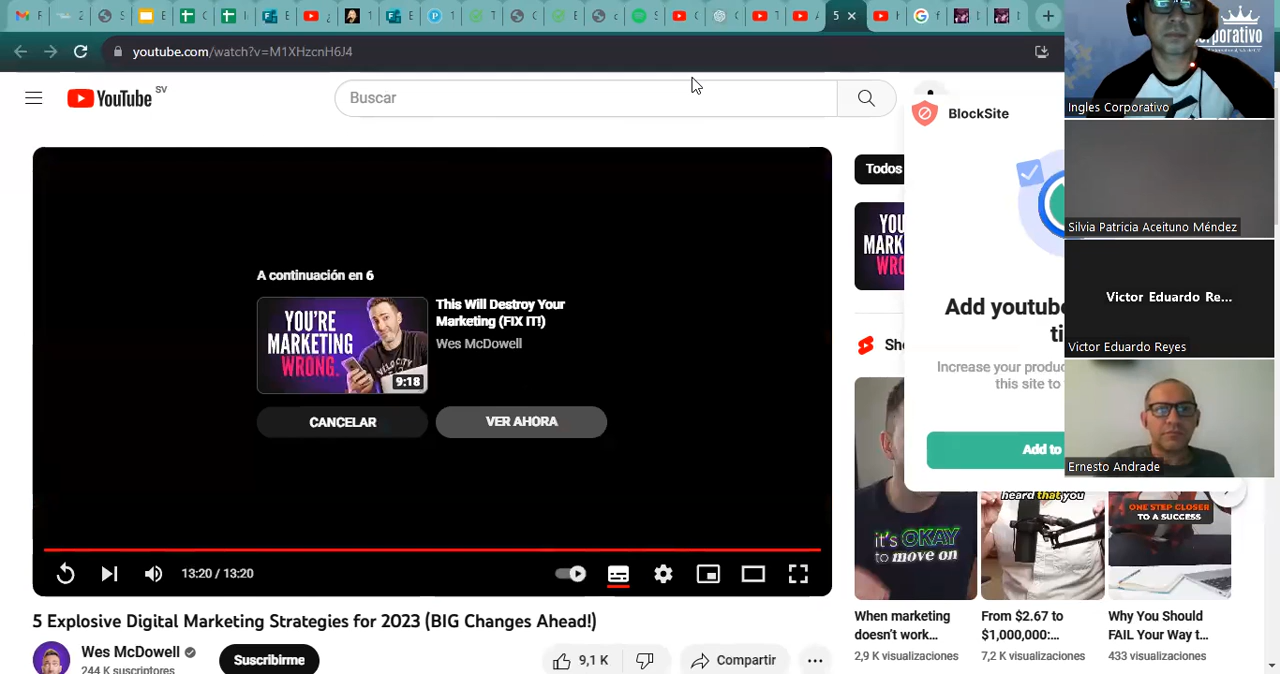 youtube.com/watch?v=M1XHzcnH6J4
YouTube SV
Buscar
BlockSite
Todos
A continuación en 6
YOU'RE
MARKETING
WRONG.
9:18
This Will Destroy Your
Marketing (FIX IT!)
Wes McDowell
CANCELAR
VER AHORA
13:20 / 13:20
5 Explosive Digital Marketing Strategies for 2023 (BIG Changes Ahead!)
Wes McDowell
244 K suscriptores
Suscribirme
9,1 K
Compartir
Add youtube
Increase your produc
this site to
Add to
it's OKAY
to move on
heard that you
ONE STEP CLOSER
TO A SUCCESS
When marketing
doesn't work...
2,9 K visualizaciones
From $2.67 to
$1,000,000:...
7,2 K visualizaciones
Why You Should
FAIL Your Way t...
433 visualizaciones
Ingles Corporativo
Silvia Patricia Aceituno Méndez
Victor Eduardo Re...
Victor Eduardo Reyes
Ernesto Andrade